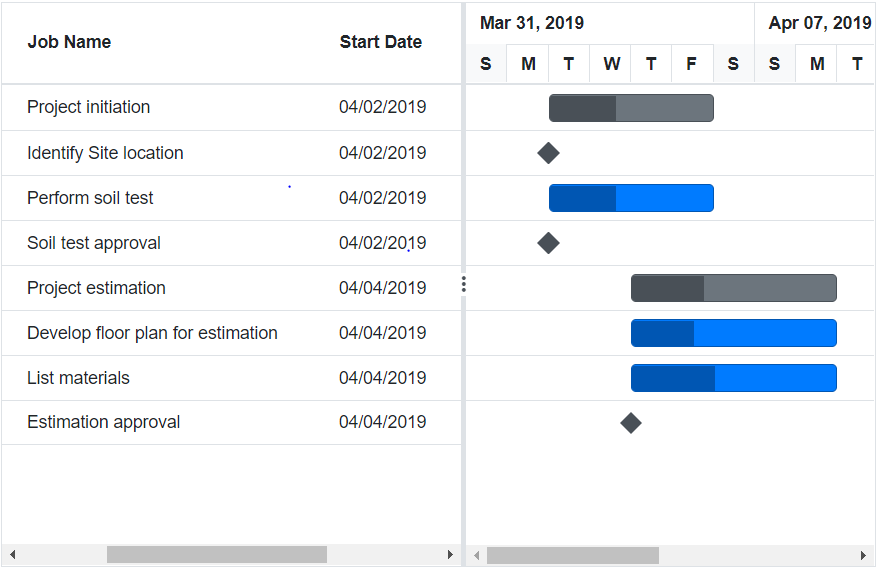 Job Name Start Date Mar 31, 2019 Apr 07, 2019
S M T W T F S S M T
Project initiation 04/02/2019
Identify Site location 04/02/2019
Perform soil test 04/02/2019
Soil test approval 04/02/2019
Project estimation 04/04/2019
Develop floor plan for estimation 04/04/2019
List materials 04/04/2019
Estimation approval 04/04/2019